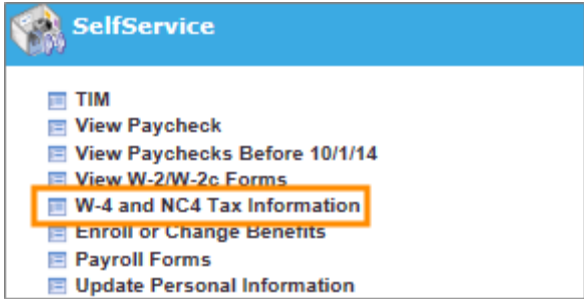 SelfService
TIM
View Paycheck
View Paychecks Before 10/1/14
View W-2/W-2c Forms
W-4 and NC4 Tax Information
Enroll or Change Benefits
Payroll Forms
Update Personal Information